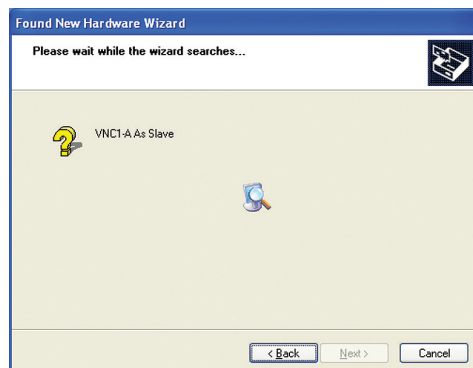 Found New Hardware Wizard
Please wait while the wizard searches...
VNC1-A As Slave
< Back Next > Cancel